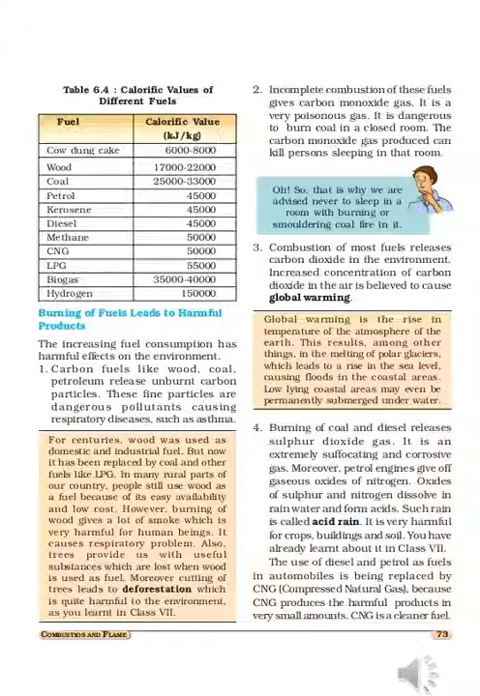 Table 6.4 : Calorific Values of
Different Fuels
Fuel Calorific Value
(kJ/kg)
Cow dung cake 6000-8000
Wood 17000-22000
Coal 25000-33000
Petrol 45000
Kerosene 45000
Diesel 45000
Methane 50000
CNG 50000
LPG 55000
Biogas 35000-40000
Hydrogen 150000
Burning of Fuels Leads to Harmful
Products
The increasing fuel consumption has
harmful effects on the environment.
1. Carbon fuels like wood, coal,
petroleum release unburnt carbon
particles. These fine particles are
dangerous pollutants causing
respiratory diseases, such as asthma.
For centuries, wood was used as
domestic and industrial fuel. But now
it has been replaced by coal and other
fuels like LPG. In many rural parts of
our country, people still use wood as
a fuel because of its easy availability
and low cost. However, burning of
wood gives a lot of smoke which is
very harmful for human beings. It
causes respiratory problem. Also,
trees provide us with useful
substances which are lost when wood
is used as fuel. Moreover cutting of
trees leads to deforestation which
is quite harmful to the environment,
as you learnt in Class VII.
2. Incomplete combustion of these fuels
gives carbon monoxide gas. It is a
very poisonous gas. It is dangerous
to burn coal in a closed room. The
carbon monoxide gas produced can
kill persons sleeping in that room.
Oh! So, that is why we are
advised never to sleep in a
room with burning or
smouldering coal fire in it.
3. Combustion of most fuels releases
carbon dioxide in the environment.
Increased concentration of carbon
dioxide in the air is believed to cause
global warming.
Global warming is the rise in
temperature of the atmosphere of the
earth. This results, among other
things, in the melting of polar glaciers,
which leads to a rise in the sea level,
causing floods in the coastal areas.
Low lying coastal areas may even be
permanently submerged under water.
4. Burning of coal and diesel releases
sulphur dioxide gas. It is an
extremely suffocating and corrosive
gas. Moreover, petrol engines give off
gaseous oxides of nitrogen. Oxides
of sulphur and nitrogen dissolve in
rain water and form acids. Such rain
is called acid rain. It is very harmful
for crops, buildings and soil. You have
already learnt about it in Class VII.
The use of diesel and petrol as fuels
in automobiles is being replaced by
CNG (Compressed Natural Gas), because
CNG produces the harmful products in
very small amounts. CNG is a cleaner fuel.
COMBUSTION AND FLAME 73